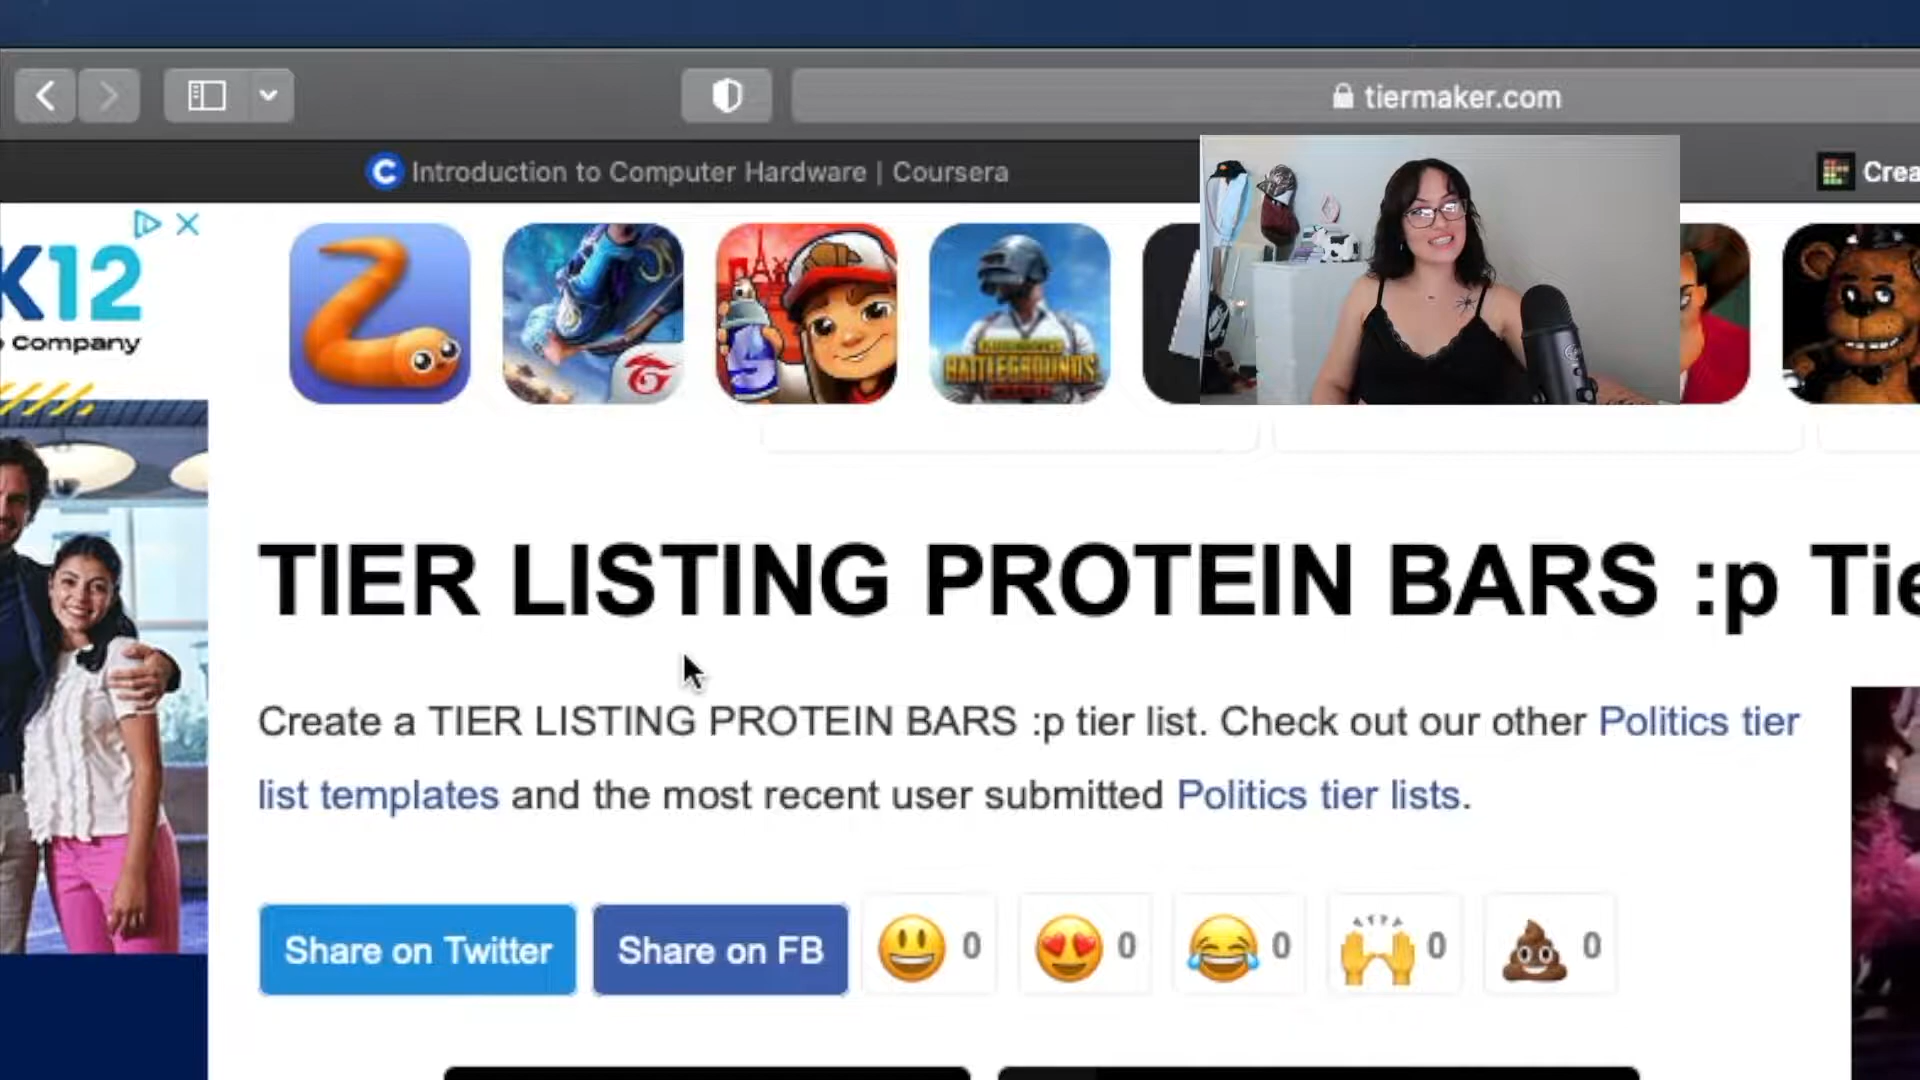 tiermaker.com
Introduction to Computer Hardware | Coursera
Crea
K12
Company
BATTLEGROUNDS
TIER LISTING PROTEIN BARS :p Tie
Create a TIER LISTING PROTEIN BARS :p tier list. Check out our other Politics tier
list templates and the most recent user submitted Politics tier lists.
Share on Twitter
Share on FB
0
0
0
0
0